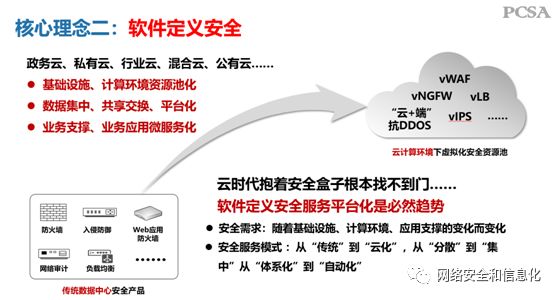 核心理念二：软件定义安全
PCSA
政务云、私有云、行业云、混合云、公有云……
● 基础设施、计算环境资源池化
● 数据集中、共享交换、平台化
● 业务支撑、业务应用微服务化
vWAF
vNGFW vLB
“云+端”
抗DDOS
vIPS ……
云计算环境下虚拟化安全资源池
防火墙
入侵防御
Web应用
防火墙
网络审计
负载均衡
……
传统数据中心安全产品
云时代抱着安全盒子根本找不到门……
软件定义安全服务平台化是必然趋势
● 安全需求：随着基础设施、计算环境、应用支撑的变化而变化
● 安全服务模式：从“传统”到“云化”，从“分散”到“集
中”从“体系化”到“自动化”
网络安全和信息化